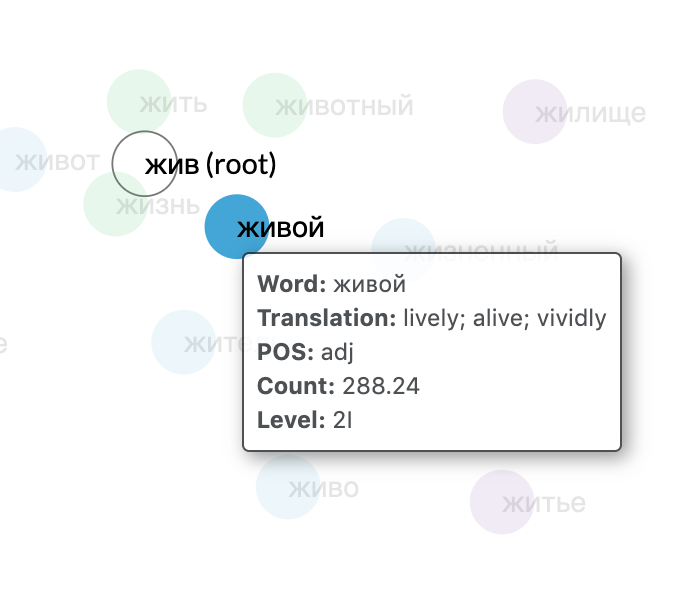 жить
животный
жилище
живот
жив (root)
жизнь
живой
жизненный
Word: живой
Translation: lively; alive; vividly
POS: adj
Count: 288.24
Level: 2I
живо
житье